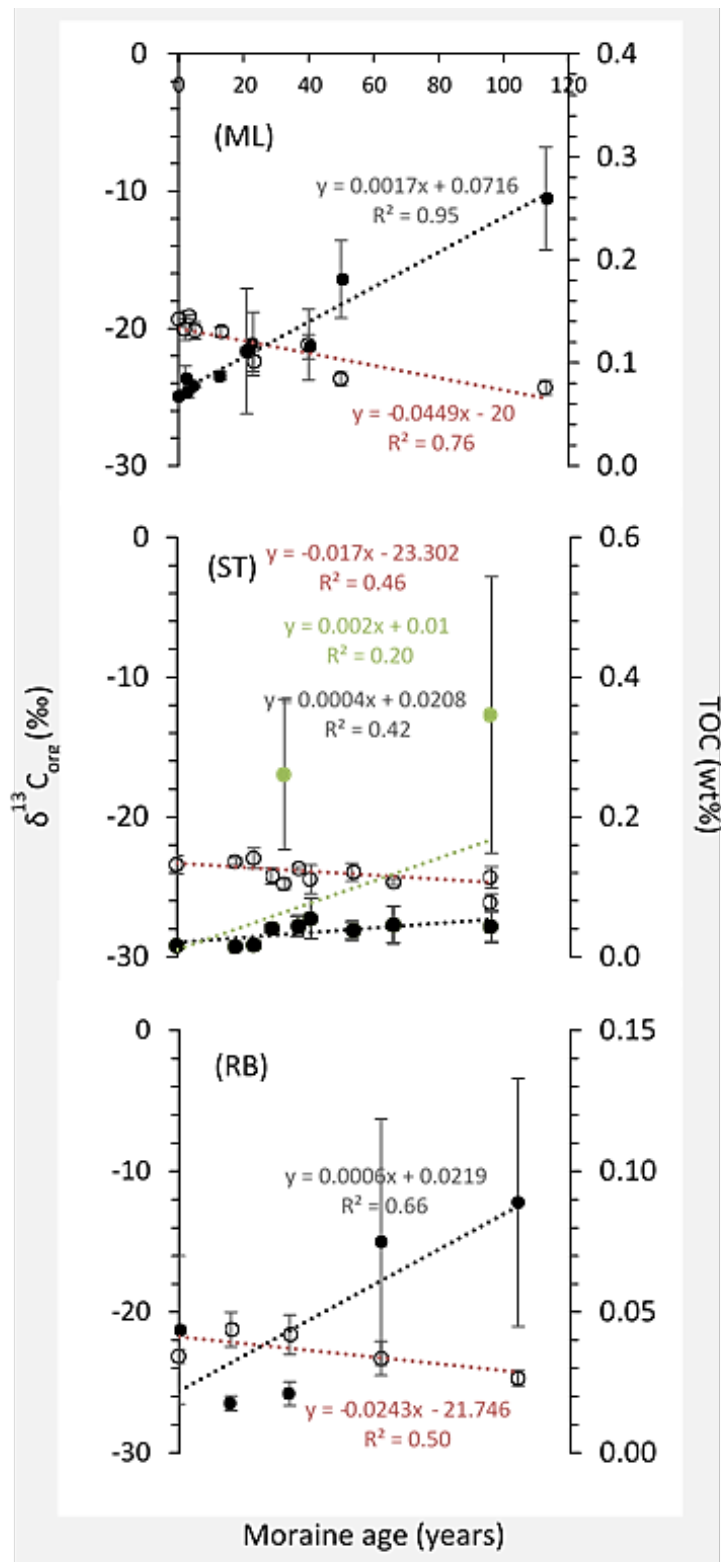 0 0.4
0 20 40 60 80 100 120
(ML)
-10 0.3
y = 0.0017x + 0.0716
R² = 0.95
0.2
-20
0.1
y = -0.0449x - 20
R² = 0.76
-30 0.0
0 0.6
(ST)
y = -0.017x - 23.302
R² = 0.46
y = 0.002x + 0.01
R² = 0.20
-10 0.4
y = 0.0004x + 0.0208
R² = 0.42
δ¹³ C_org (‰)
TOC (wt%)
-20 0.2
-30 0.0
0 0.15
(RB)
-10 0.10
y = 0.0006x + 0.0219
R² = 0.66
-20 0.05
y = -0.0243x - 21.746
R² = 0.50
-30 0.00
Moraine age (years)